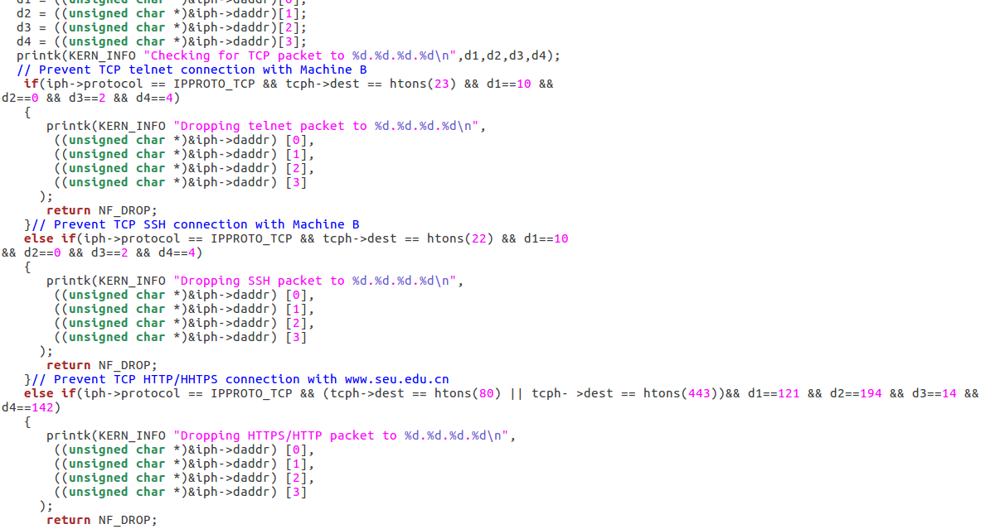 d1 = ((unsigned char *)&iph->daddr)[0];
d2 = ((unsigned char *)&iph->daddr)[1];
d3 = ((unsigned char *)&iph->daddr)[2];
d4 = ((unsigned char *)&iph->daddr)[3];
printk(KERN_INFO "Checking for TCP packet to %d.%d.%d.%d\n",d1,d2,d3,d4);
// Prevent TCP telnet connection with Machine B
if(iph->protocol == IPPROTO_TCP && tcph->dest == htons(23) && d1==10 &&
d2==0 && d3==2 && d4==4)
{
printk(KERN_INFO "Dropping telnet packet to %d.%d.%d.%d\n",
((unsigned char *)&iph->daddr) [0],
((unsigned char *)&iph->daddr) [1],
((unsigned char *)&iph->daddr) [2],
((unsigned char *)&iph->daddr) [3]
);
return NF_DROP;
}// Prevent TCP SSH connection with Machine B
else if(iph->protocol == IPPROTO_TCP && tcph->dest == htons(22) && d1==10
&& d2==0 && d3==2 && d4==4)
{
printk(KERN_INFO "Dropping SSH packet to %d.%d.%d.%d\n",
((unsigned char *)&iph->daddr) [0],
((unsigned char *)&iph->daddr) [1],
((unsigned char *)&iph->daddr) [2],
((unsigned char *)&iph->daddr) [3]
);
return NF_DROP;
}// Prevent TCP HTTP/HHTPS connection with www.seu.edu.cn
else if(iph->protocol == IPPROTO_TCP && (tcph->dest == htons(80) || tcph- >dest == htons(443))&& d1==121 && d2==194 && d3==14 &&
d4==142)
{
printk(KERN_INFO "Dropping HTTPS/HTTP packet to %d.%d.%d.%d\n",
((unsigned char *)&iph->daddr) [0],
((unsigned char *)&iph->daddr) [1],
((unsigned char *)&iph->daddr) [2],
((unsigned char *)&iph->daddr) [3]
);
return NF_DROP;